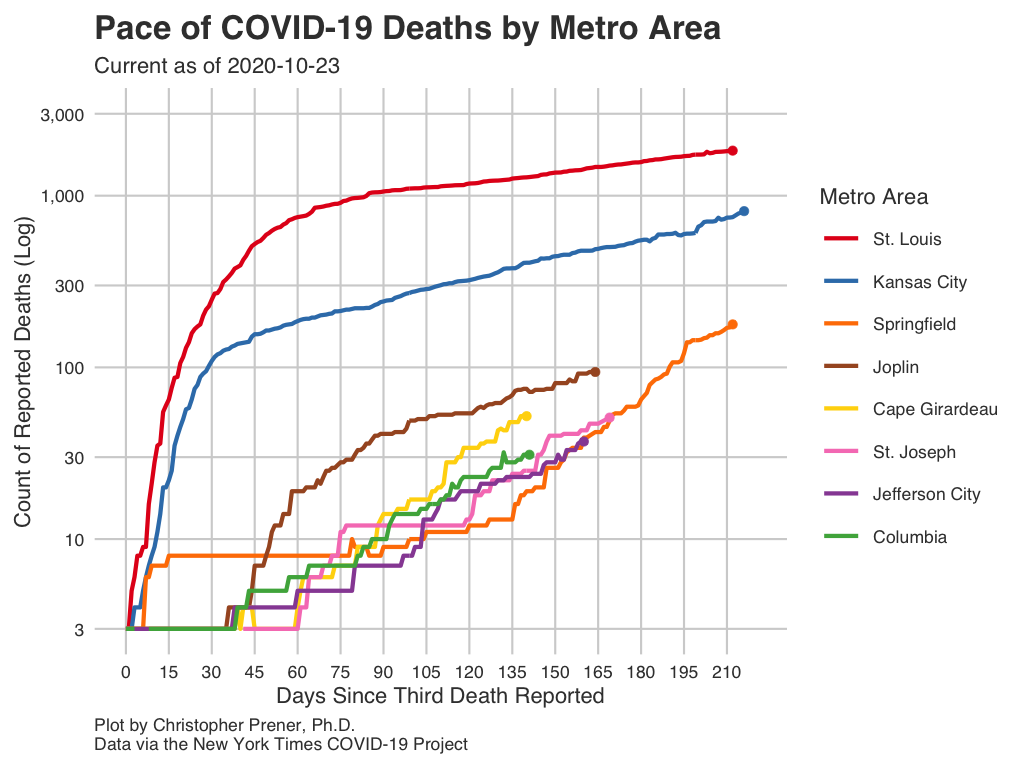 Pace of COVID-19 Deaths by Metro Area
Current as of 2020-10-23
Count of Reported Deaths (Log)
3,000
1,000
300
100
30
10
3
0 15 30 45 60 75 90 105 120 135 150 165 180 195 210
Days Since Third Death Reported
Metro Area
St. Louis
Kansas City
Springfield
Joplin
Cape Girardeau
St. Joseph
Jefferson City
Columbia
Plot by Christopher Prener, Ph.D.
Data via the New York Times COVID-19 Project